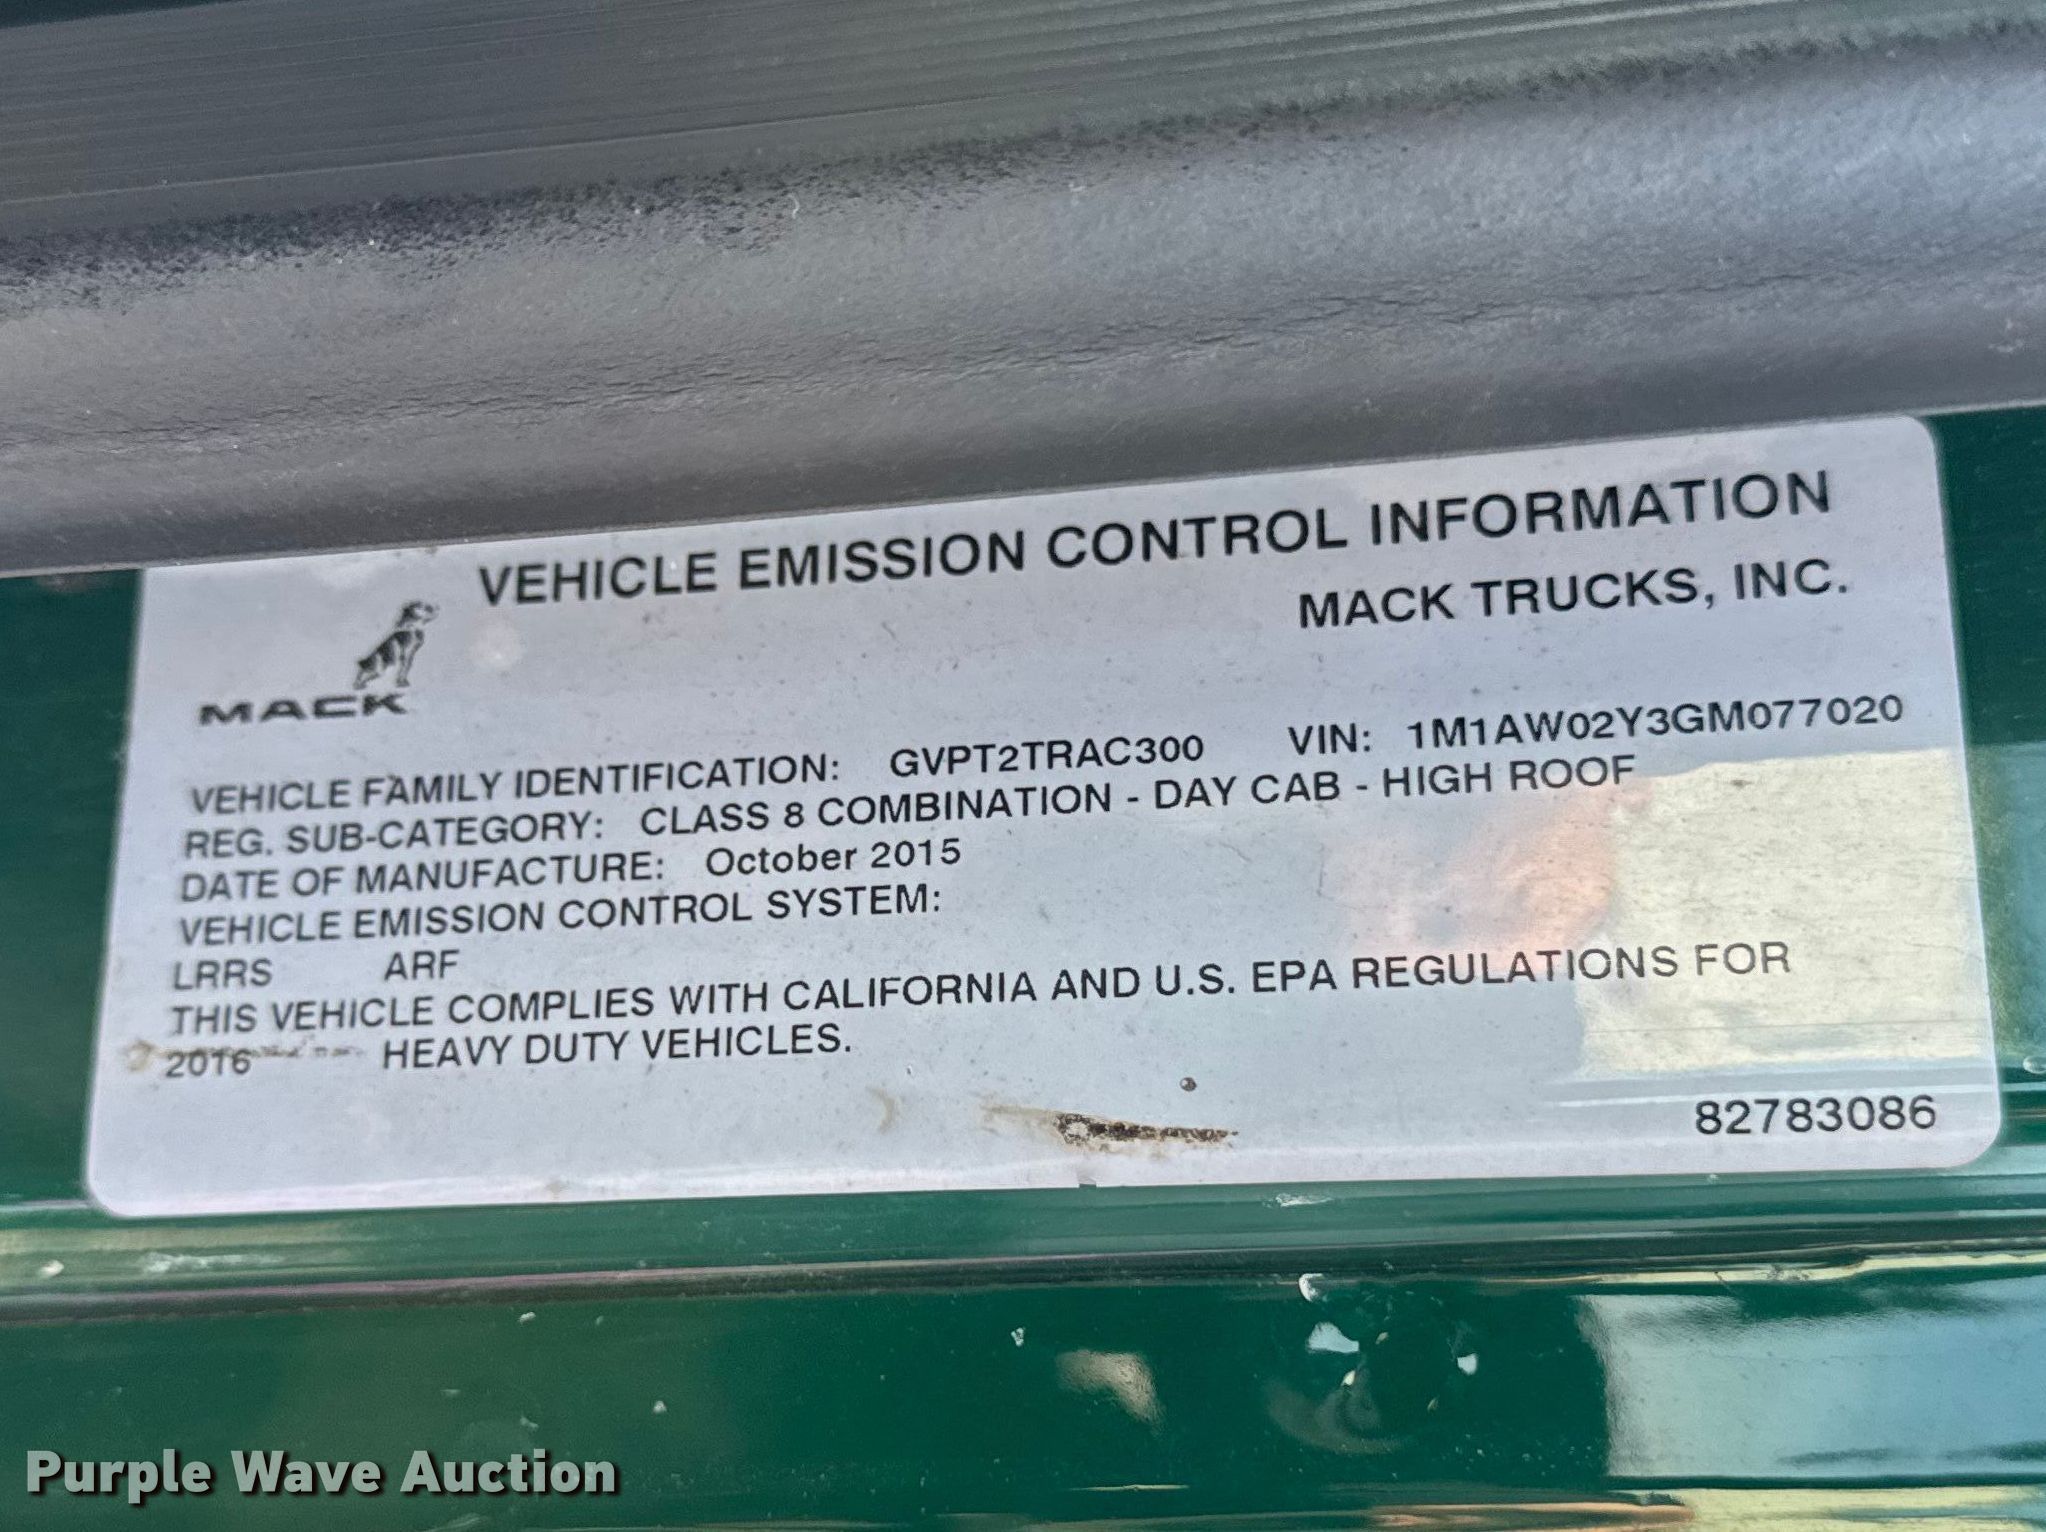 VEHICLE EMISSION CONTROL INFORMATION
MACK TRUCKS, INC.
MACK
VEHICLE FAMILY IDENTIFICATION: GVPT2TRAC300 VIN: 1M1AW02Y3GM077020
REG. SUB-CATEGORY: CLASS 8 COMBINATION - DAY CAB - HIGH ROOF
DATE OF MANUFACTURE: October 2015
VEHICLE EMISSION CONTROL SYSTEM:
LRRS ARF
THIS VEHICLE COMPLIES WITH CALIFORNIA AND U.S. EPA REGULATIONS FOR
2016 HEAVY DUTY VEHICLES.
82783086
Purple Wave Auction